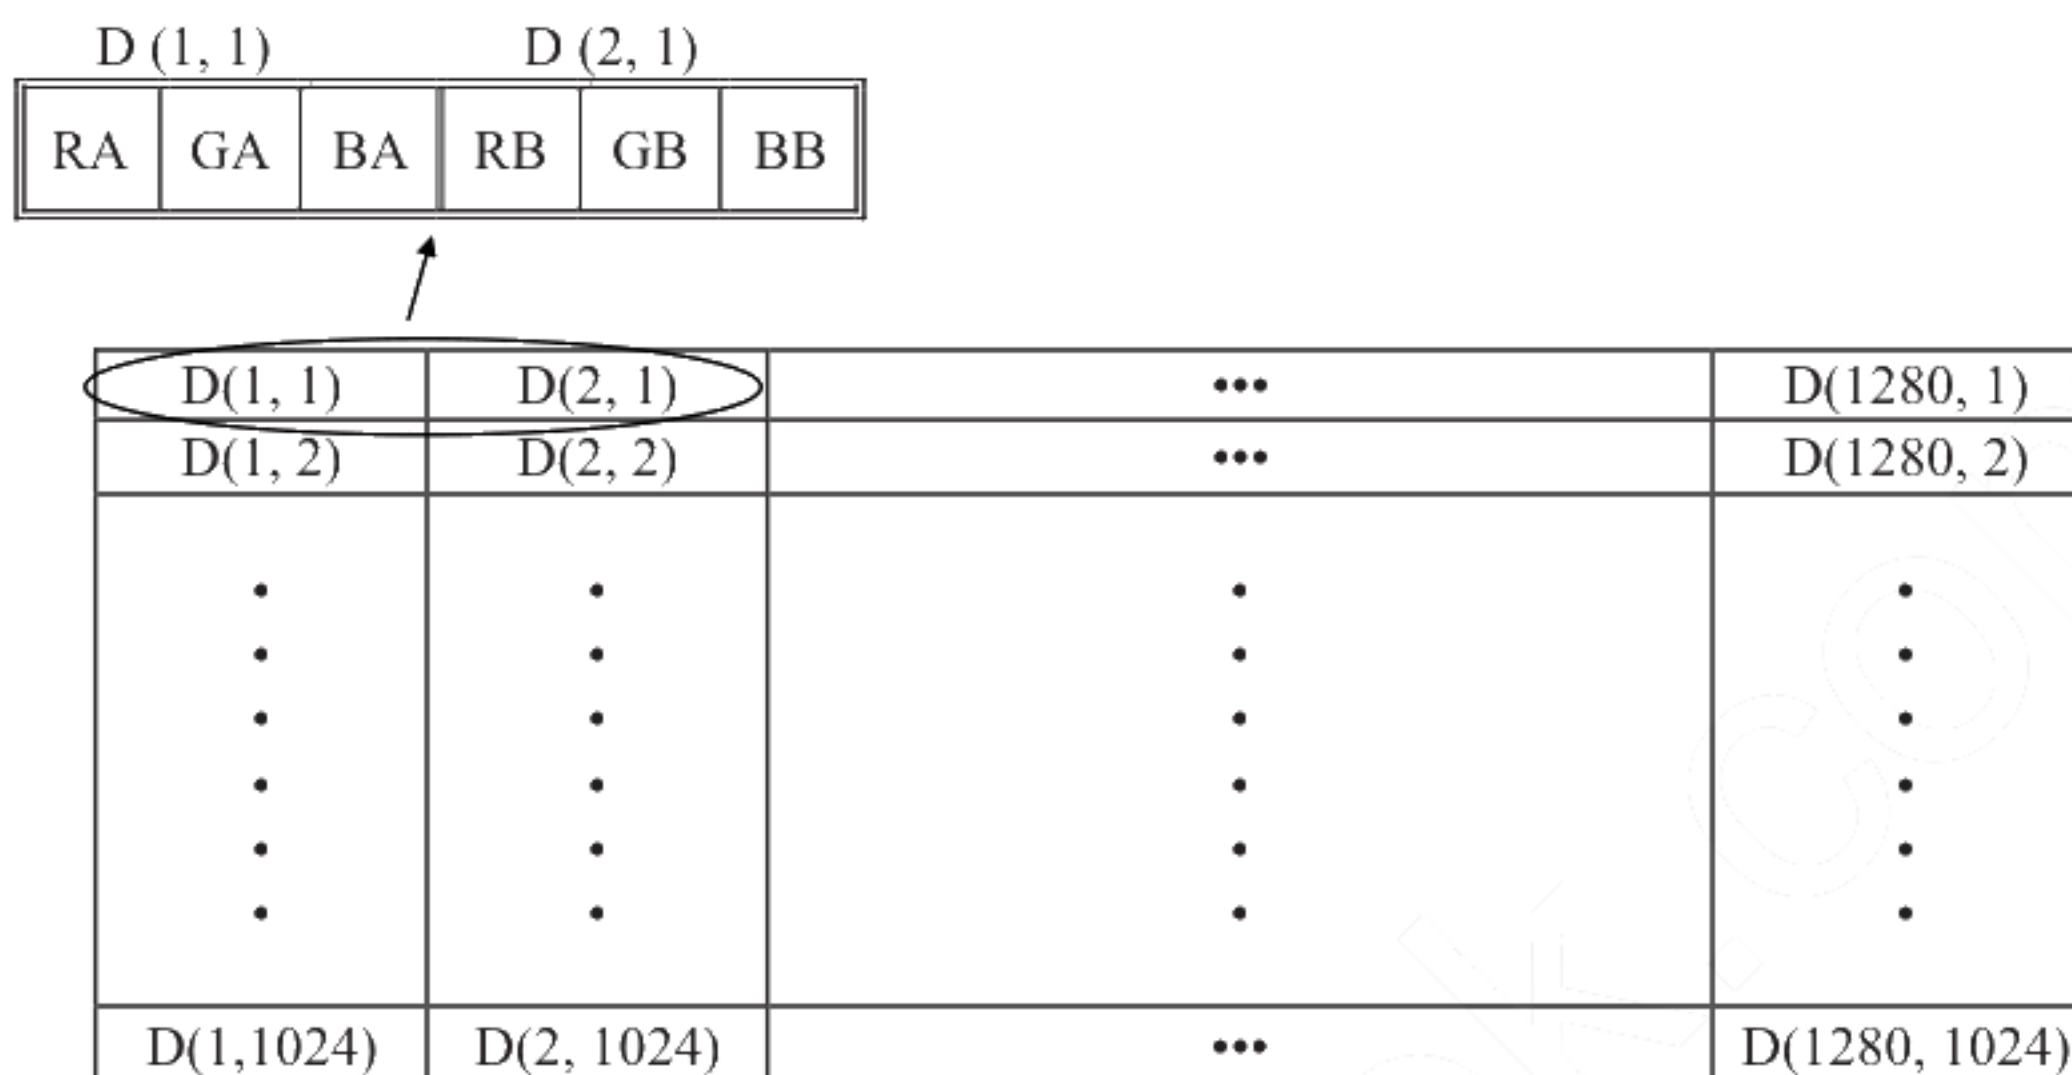 D (1, 1) D (2, 1)
RA GA BA RB GB BB
D(1, 1) D(2, 1) ••• D(1280, 1)
D(1, 2) D(2, 2) ••• D(1280, 2)
D(1,1024) D(2, 1024) ••• D(1280, 1024)